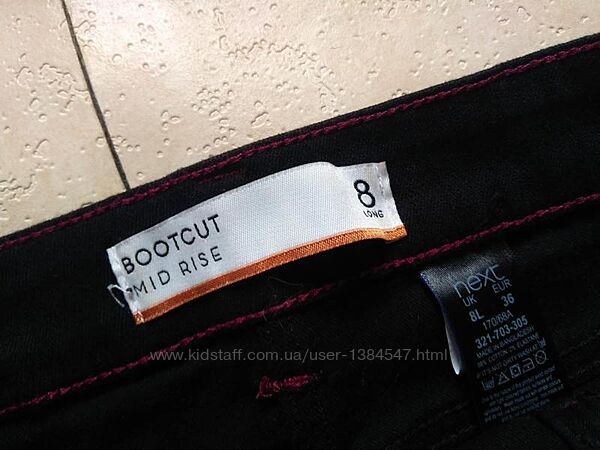 BOOTCUT
MID RISE
8
LONG
next
UK EUR
8L 36
170/68A
321-703-305
MADE IN BANGLADESH
www.kidstaff.com.ua/user-1384547.html